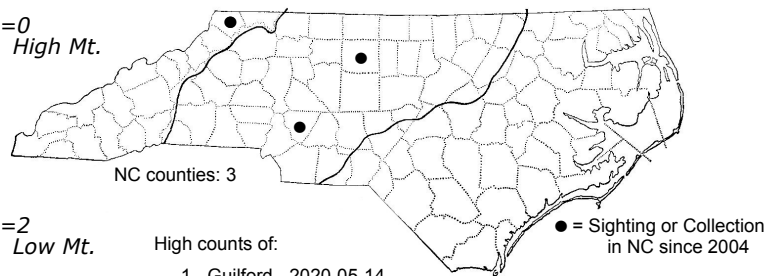 =0
High Mt.
NC counties: 3
=2
Low Mt.
High counts of:
● = Sighting or Collection
in NC since 2004
1 - Guilford - 2020-05-14